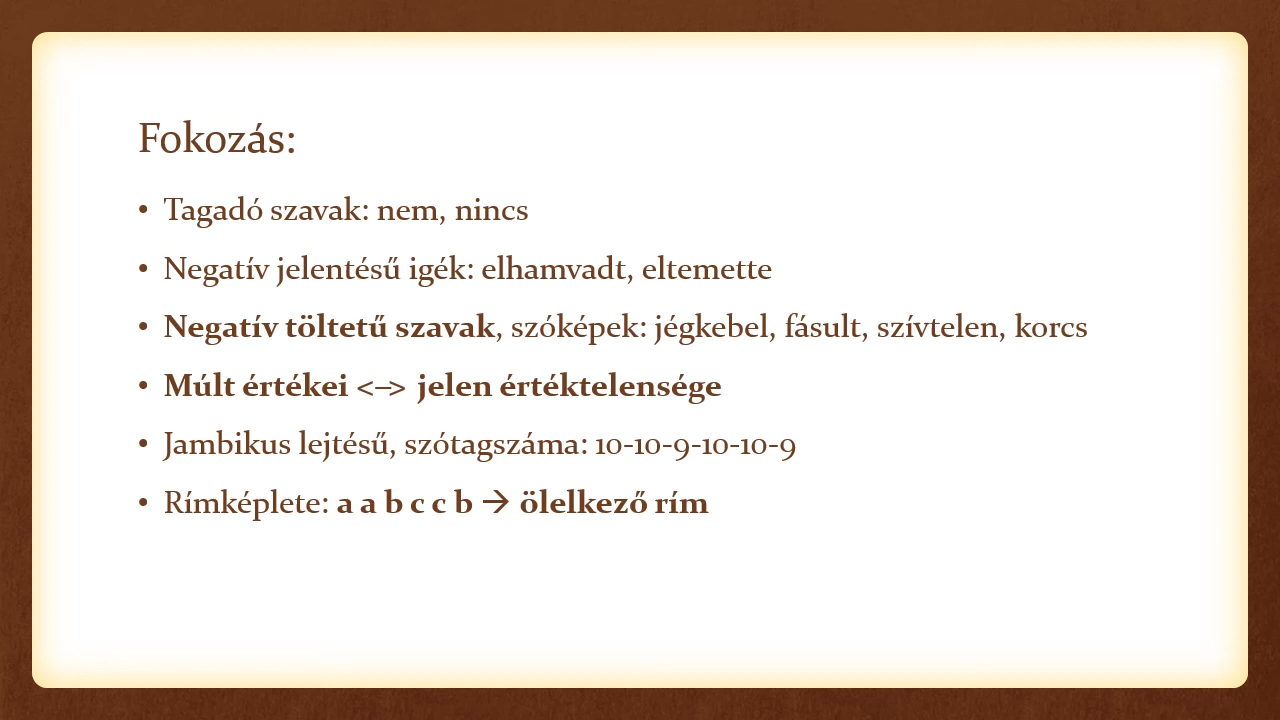 Fokozás:
• Tagadó szavak: nem, nincs
• Negatív jelentésű igék: elhamvadt, eltemette
• Negatív töltetű szavak, szóképek: jégkebel, fásult, szívtelen, korcs
• Múlt értékei <–> jelen értéktelensége
• Jambikus lejtésű, szótagszáma: 10-10-9-10-10-9
• Rímképlete: a a b c c b → ölelkező rím